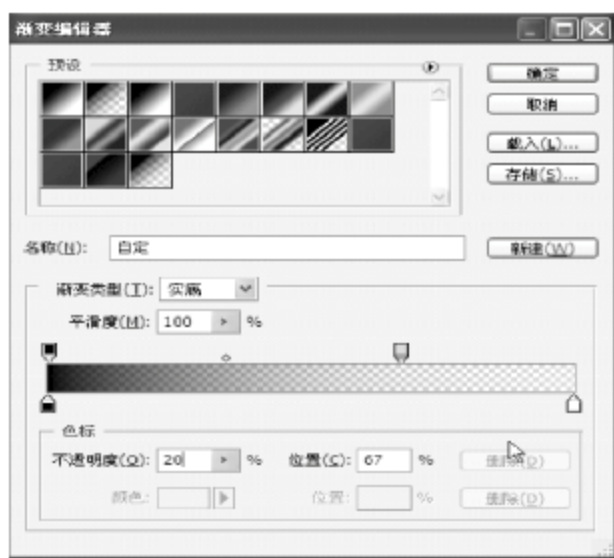 渐变编辑器
预设
确定
取消
载入(L)...
存储(S)...
名称(N): 自定
新建(W)
渐变类型(T): 实底
平滑度(M): 100 %
色标
不透明度(O): 20 % 位置(C): 67 % 删除(D)
颜色: 位置: % 删除(D)